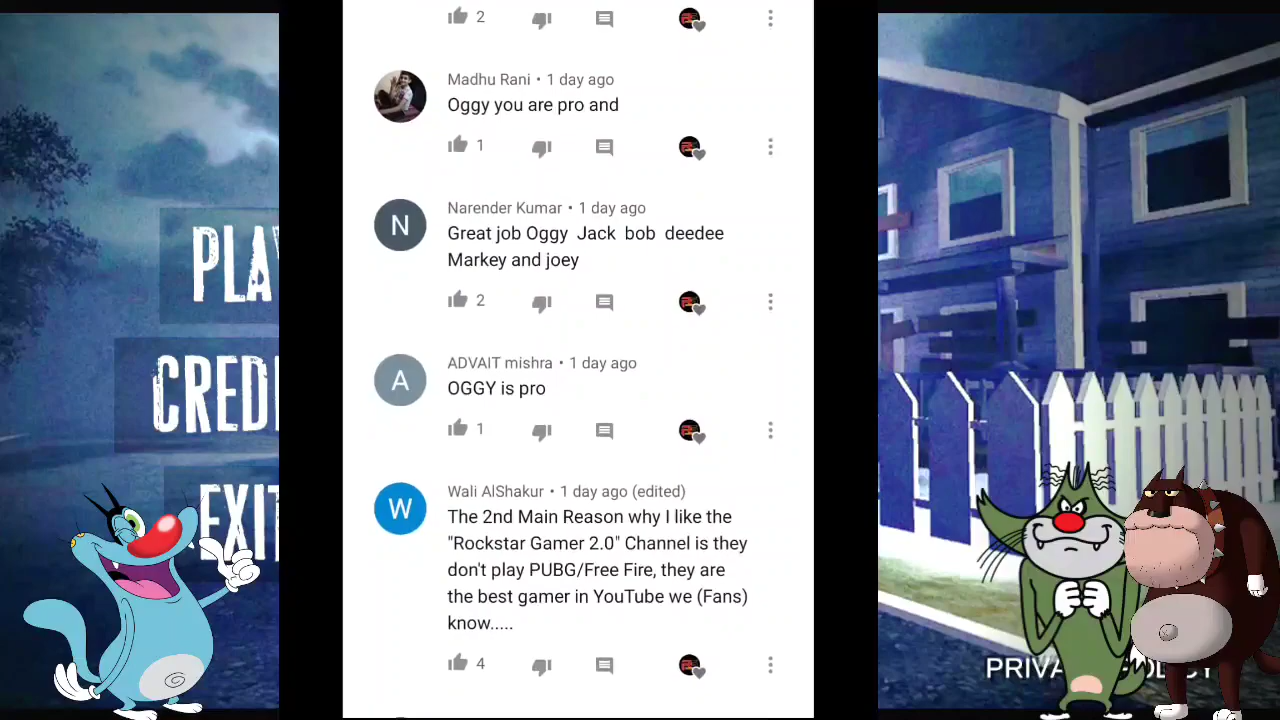 2
Madhu Rani • 1 day ago
Oggy you are pro and
1
N
Narender Kumar • 1 day ago
Great job Oggy Jack bob deedee
Markey and joey
2
A
ADVAIT mishra • 1 day ago
OGGY is pro
1
W
Wali AlShakur • 1 day ago (edited)
The 2nd Main Reason why I like the
"Rockstar Gamer 2.0" Channel is they
don't play PUBG/Free Fire, they are
the best gamer in YouTube we (Fans)
know.....
4
PLAY
CREDI
EXIT
PRIVA